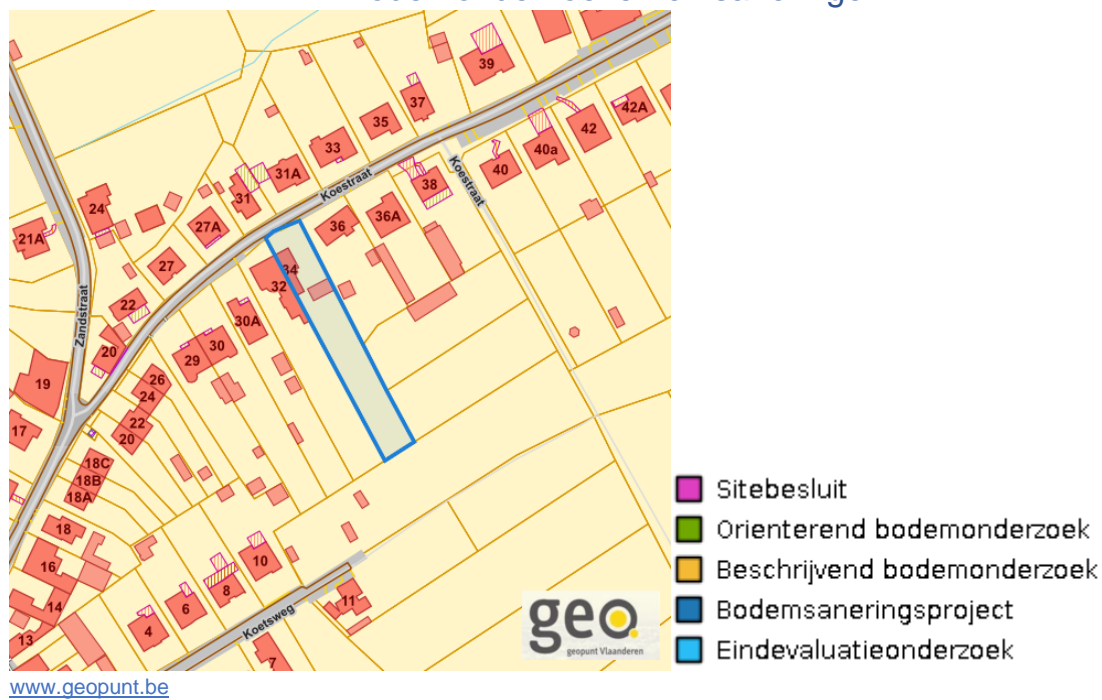 39
37
35
33
31A
31
42A
42
40a
40
38
36A
36
Koestraat
Koestraat
24
21A
27A
27
22
20
Zandstraat
34
32
30A
30
29
26
24
22
20
19
17
18C
18B
18A
18
16
14
13
10
8
6
4
11
7
Koetsweg
geo
geopunt Vlaanderen
Sitebesluit
Orienterend bodemonderzoek
Beschrijvend bodemonderzoek
Bodemsaneringsproject
Eindevaluatieonderzoek
www.geopunt.be